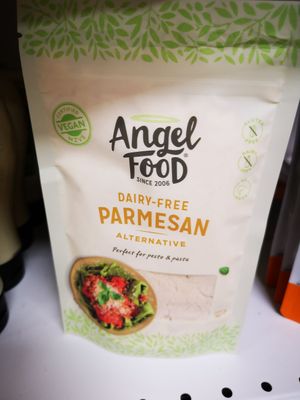 CERTIFIED
VEGAN
Angel
FOOD®
SINCE 2006
DAIRY-FREE
PARMESAN
ALTERNATIVE
Perfect for pesto & pasta